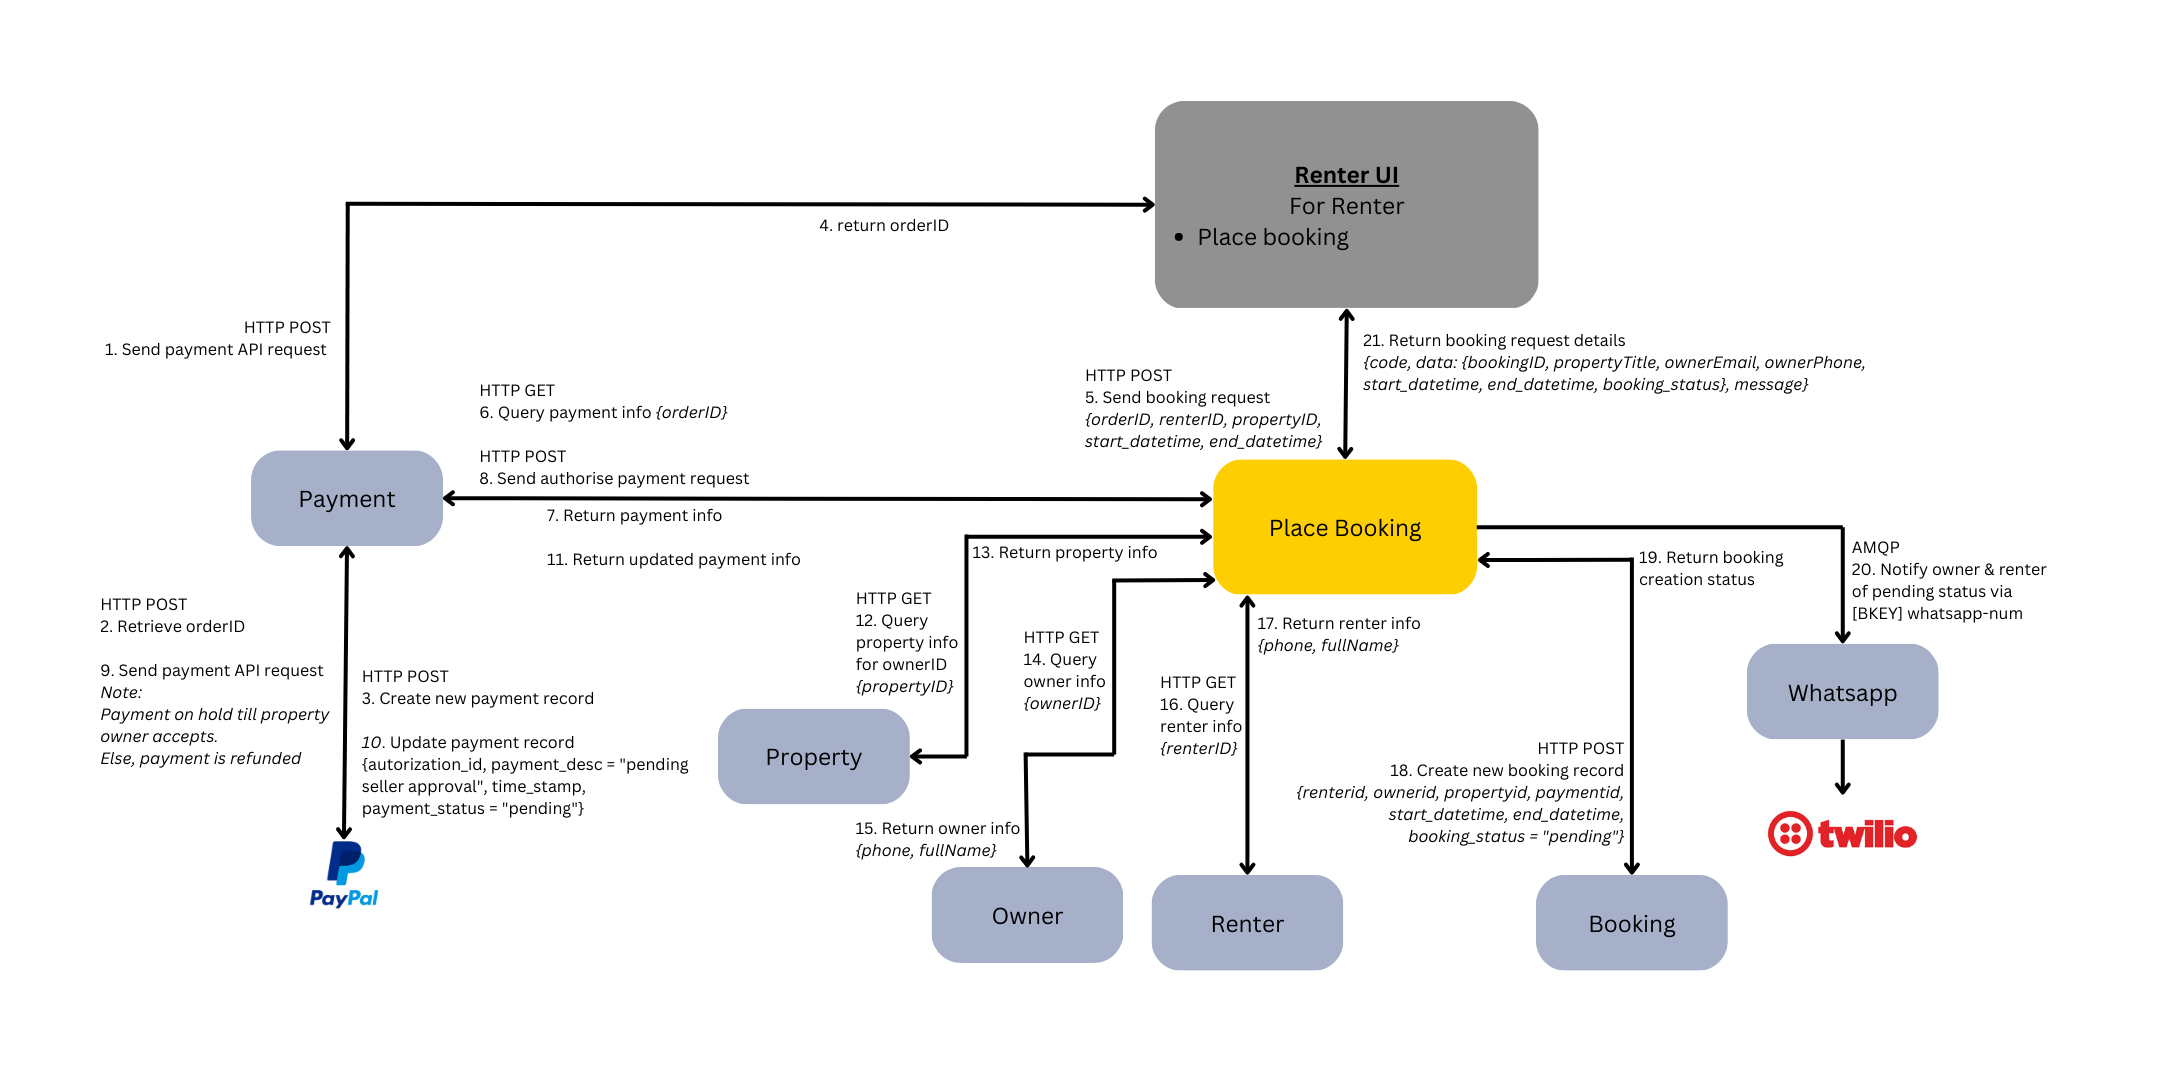 Renter UI
For Renter
• Place booking
4. return orderID
HTTP POST
1. Send payment API request
21. Return booking request details
{code, data: {bookingID, propertyTitle, ownerEmail, ownerPhone,
start_datetime, end_datetime, booking_status}, message}
HTTP POST
5. Send booking request
{orderID, renterID, propertyID,
start_datetime, end_datetime}
HTTP GET
6. Query payment info {orderID}
HTTP POST
8. Send authorise payment request
Payment
7. Return payment info
11. Return updated payment info
Place Booking
13. Return property info
19. Return booking
creation status
AMQP
20. Notify owner & renter
of pending status via
[BKEY] whatsapp-num
HTTP POST
2. Retrieve orderID
9. Send payment API request
Note:
Payment on hold till property
owner accepts.
Else, payment is refunded
HTTP POST
3. Create new payment record
10. Update payment record
{autorization_id, payment_desc = "pending
seller approval", time_stamp,
payment_status = "pending"}
HTTP GET
12. Query
property info
for ownerID
{propertyID}
HTTP GET
14. Query
owner info
{ownerID}
17. Return renter info
{phone, fullName}
HTTP GET
16. Query
renter info
{renterID}
Whatsapp
Property
HTTP POST
18. Create new booking record
{renterid, ownerid, propertyid, paymentid,
start_datetime, end_datetime,
booking_status = "pending"}
15. Return owner info
{phone, fullName}
twilio
PayPal
Owner
Renter
Booking